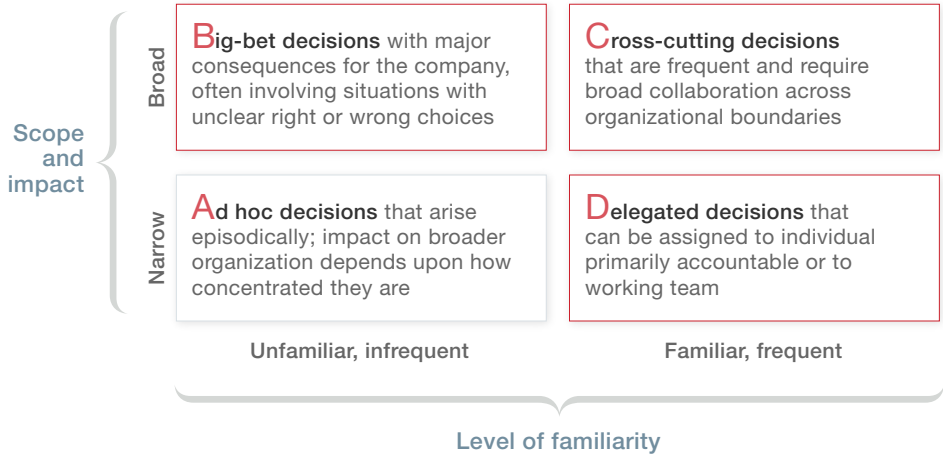 Scope
and
impact
Broad
Big-bet decisions with major
consequences for the company,
often involving situations with
unclear right or wrong choices
Cross-cutting decisions
that are frequent and require
broad collaboration across
organizational boundaries
Narrow
Ad hoc decisions that arise
episodically; impact on broader
organization depends upon how
concentrated they are
Delegated decisions that
can be assigned to individual
primarily accountable or to
working team
Unfamiliar, infrequent
Familiar, frequent
Level of familiarity